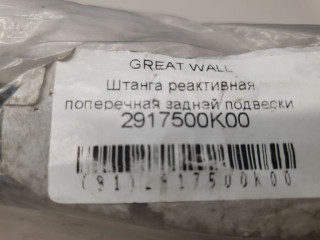 GREAT WALL
Штанга реактивная
поперечная задней подвески
2917500K00
(91)2917500K00